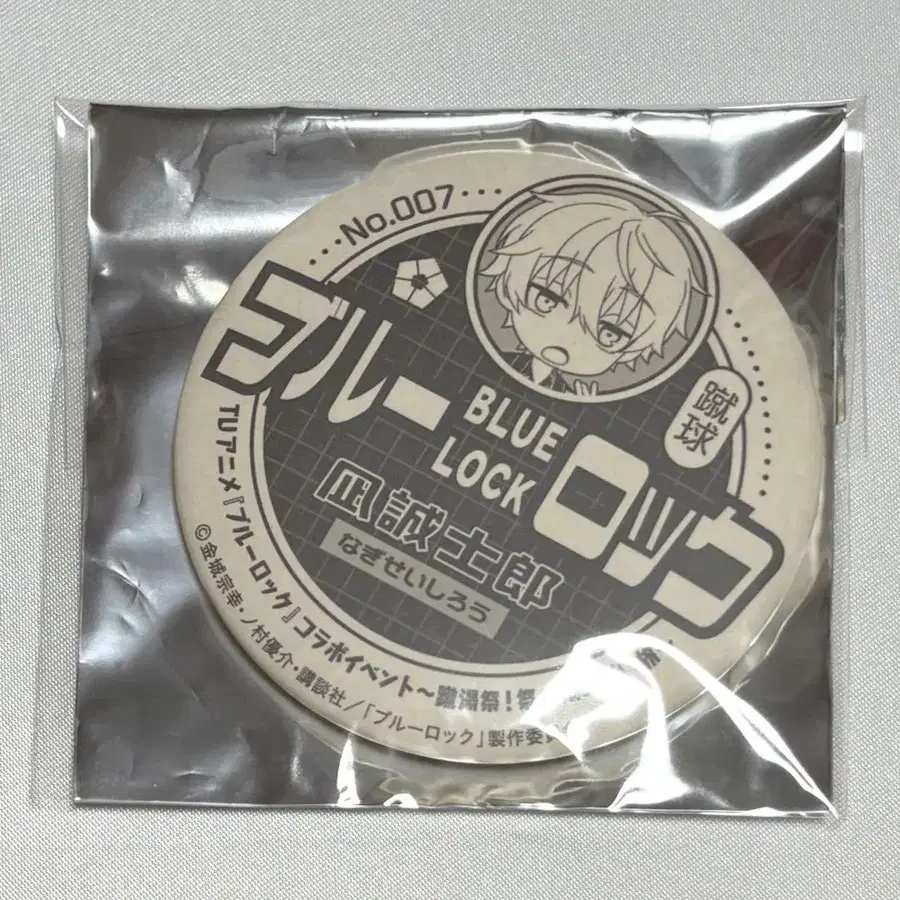 No.007
ブルー
BLUE
LOCK
ロック
蹴球
凪誠士郎
なぎせいしろう
TVアニメ『ブルーロック』コラボイベント～蹴湯祭！祭
©金城宗幸・ノ村優介・講談社／「ブルーロック」製作委員